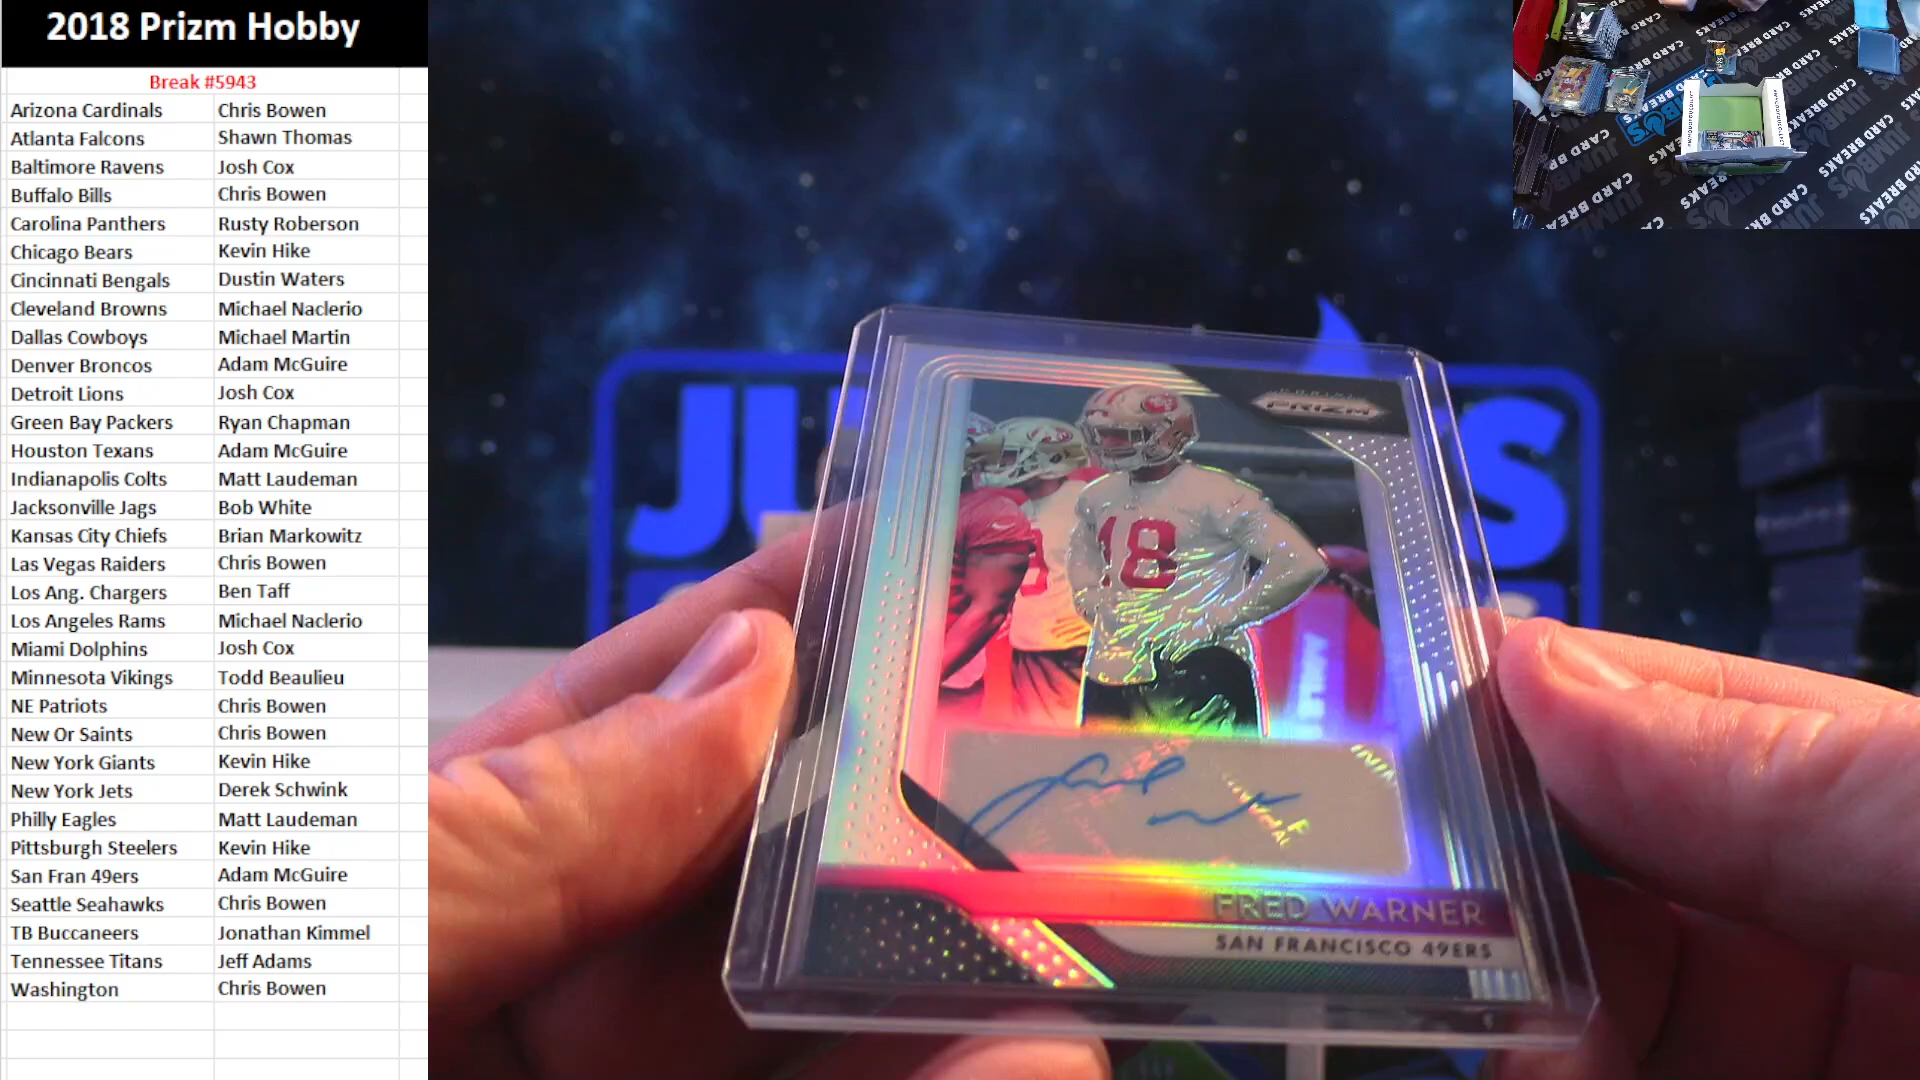 2018 Prizm Hobby
Break #5943
Arizona Cardinals Chris Bowen
Atlanta Falcons Shawn Thomas
Baltimore Ravens Josh Cox
Buffalo Bills Chris Bowen
Carolina Panthers Rusty Roberson
Chicago Bears Kevin Hike
Cincinnati Bengals Dustin Waters
Cleveland Browns Michael Naclerio
Dallas Cowboys Michael Martin
Denver Broncos Adam McGuire
Detroit Lions Josh Cox
Green Bay Packers Ryan Chapman
Houston Texans Adam McGuire
Indianapolis Colts Matt Laudeman
Jacksonville Jags Bob White
Kansas City Chiefs Brian Markowitz
Las Vegas Raiders Chris Bowen
Los Ang. Chargers Ben Taff
Los Angeles Rams Michael Naclerio
Miami Dolphins Josh Cox
Minnesota Vikings Todd Beaulieu
NE Patriots Chris Bowen
New Or Saints Chris Bowen
New York Giants Kevin Hike
New York Jets Derek Schwink
Philly Eagles Matt Laudeman
Pittsburgh Steelers Kevin Hike
San Fran 49ers Adam McGuire
Seattle Seahawks Chris Bowen
TB Buccaneers Jonathan Kimmel
Tennessee Titans Jeff Adams
Washington Chris Bowen
PANINI
PRIZM
18
FRED WARNER
SAN FRANCISCO 49ERS
CARD BREAKS
JUMBO'S
CARD BREAKS